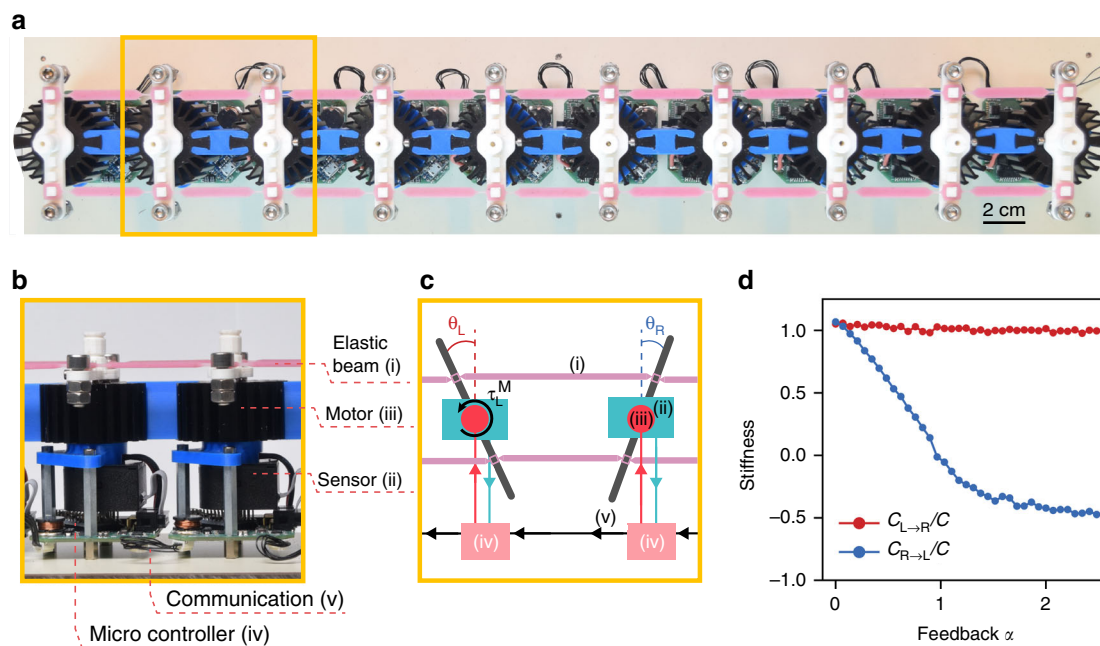 a
2 cm
b
Elastic
beam (i)
Motor (iii)
Sensor (ii)
Communication (v)
Micro controller (iv)
c
θL θR
(i)
τLM
(iii) (ii)
(v)
(iv) (iv)
d
Stiffness
1.0
0.5
0.0
−0.5
−1.0
CL→R/C
CR→L/C
0 1 2
Feedback α